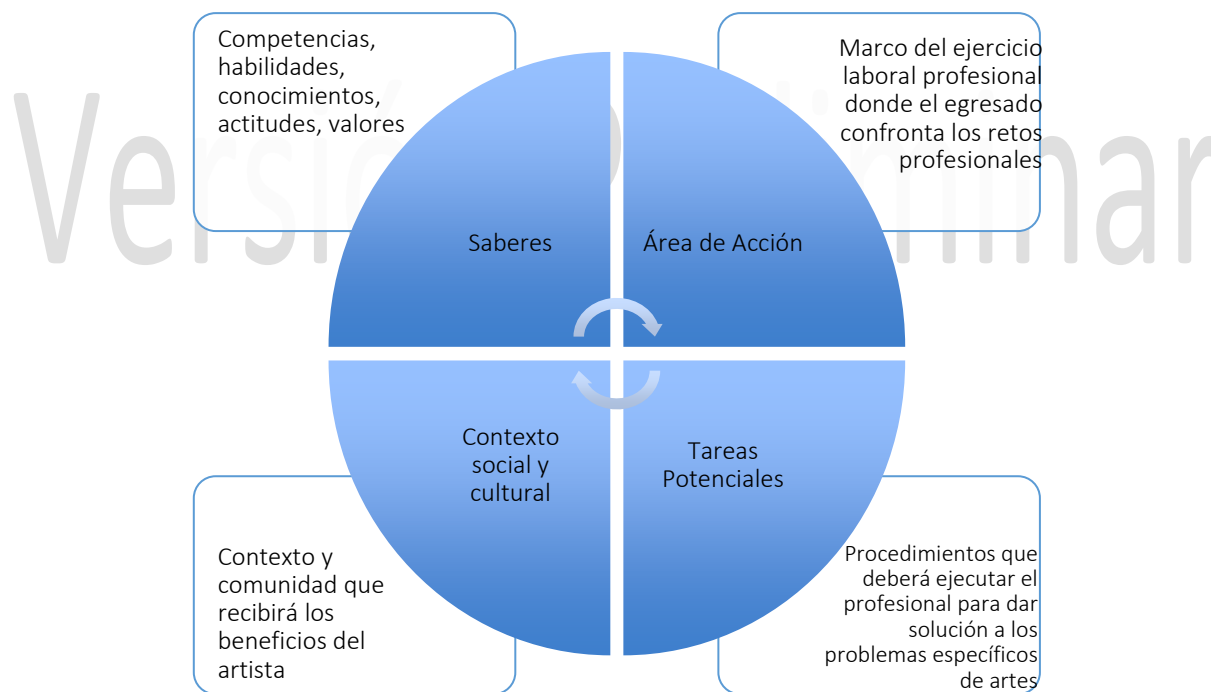 Competencias,
habilidades,
conocimientos,
actitudes, valores
Marco del ejercicio
laboral profesional
donde el egresado
confronta los retos
profesionales
Versión Preliminar
Saberes
Área de Acción
Contexto
social y
cultural
Tareas
Potenciales
Contexto y
comunidad que
recibirá los
beneficios del
artista
Procedimientos que
deberá ejecutar el
profesional para dar
solución a los
problemas específicos
de artes